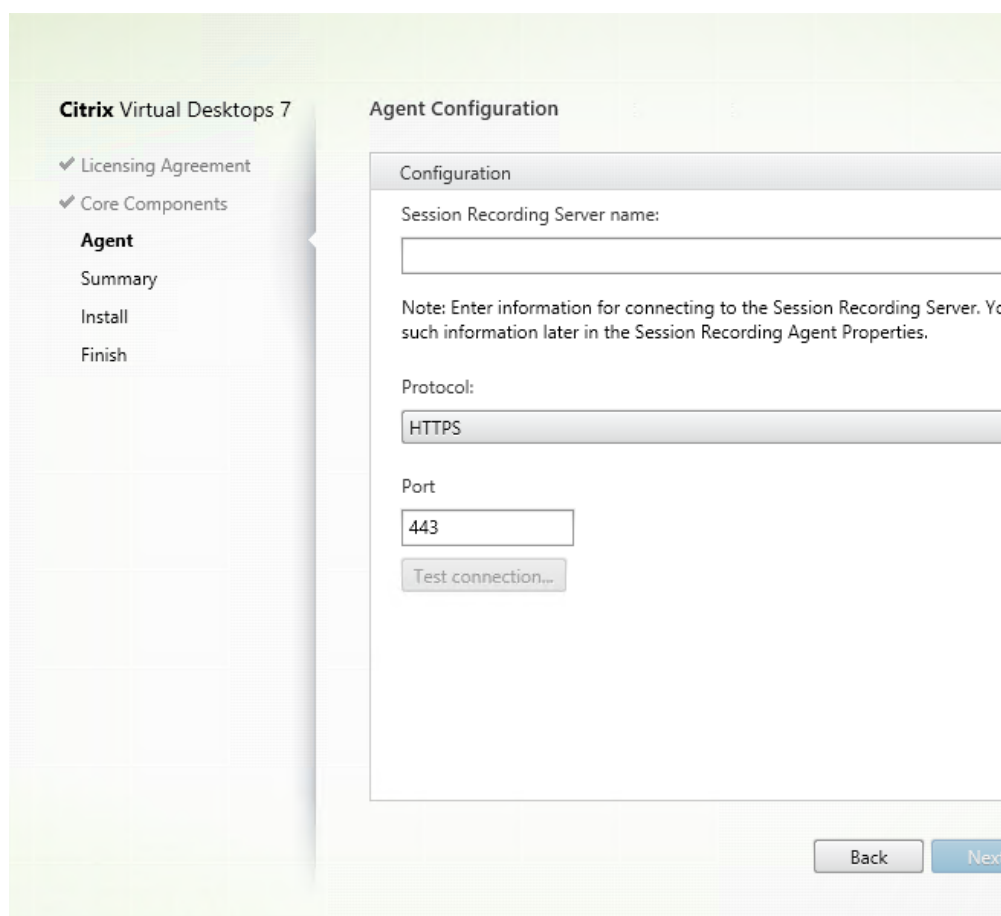 Citrix Virtual Desktops 7
Licensing Agreement
Core Components
Agent
Summary
Install
Finish
Agent Configuration
Configuration
Session Recording Server name:
Note: Enter information for connecting to the Session Recording Server.
such information later in the Session Recording Agent Properties.
Protocol:
HTTPS
Port
443
Test connection...
Back
Next